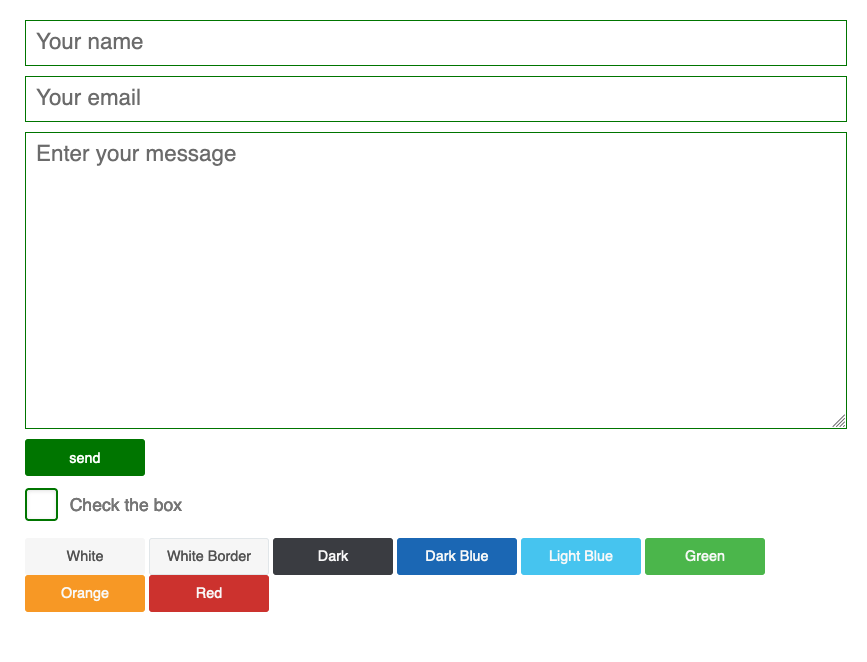 Your name
Your email
Enter your message
send
Check the box
White White Border Dark Dark Blue Light Blue Green
Orange Red